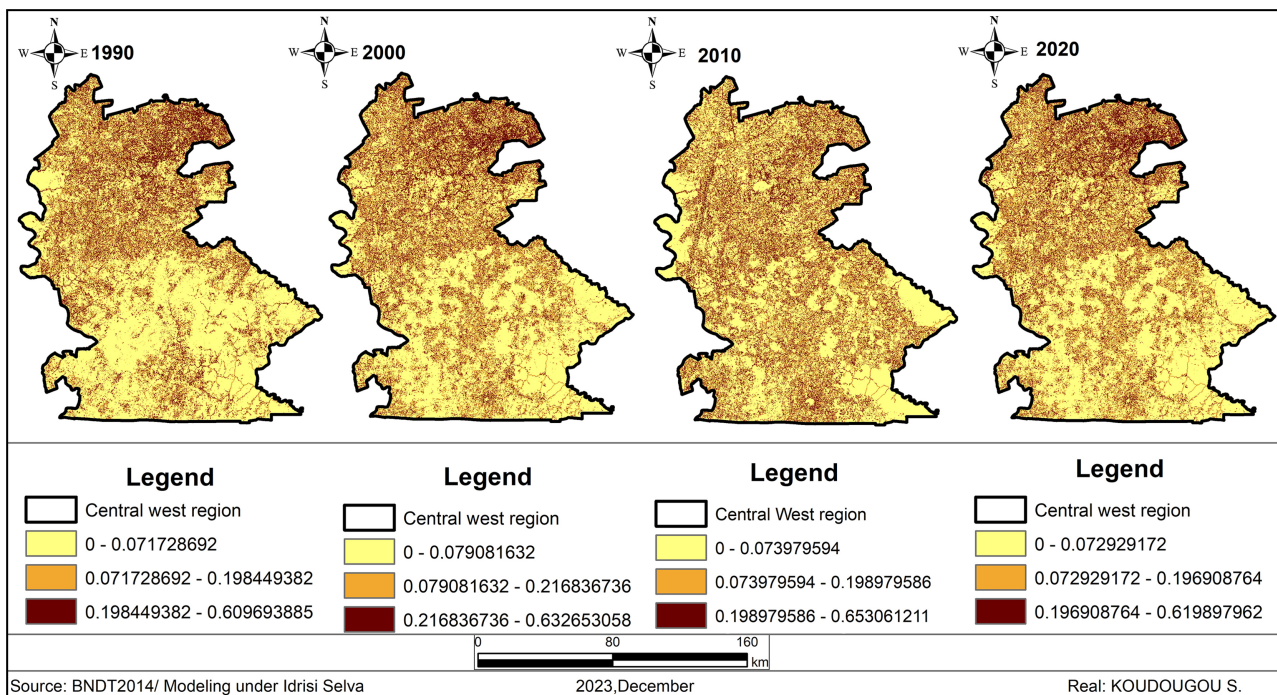 N
W E 1990
S
N
W E 2000
S
N
W E 2010
S
N
W E 2020
S
Legend
Central west region
0 - 0.071728692
0.071728692 - 0.198449382
0.198449382 - 0.609693885
Legend
Central west region
0 - 0.079081632
0.079081632 - 0.216836736
0.216836736 - 0.632653058
Legend
Central West region
0 - 0.073979594
0.073979594 - 0.198979586
0.198979586 - 0.653061211
Legend
Central west region
0 - 0.072929172
0.072929172 - 0.196908764
0.196908764 - 0.619897962
0 80 160
km
Source: BNDT2014/ Modeling under Idrisi Selva 2023,December Real: KOUDOUGOU S.